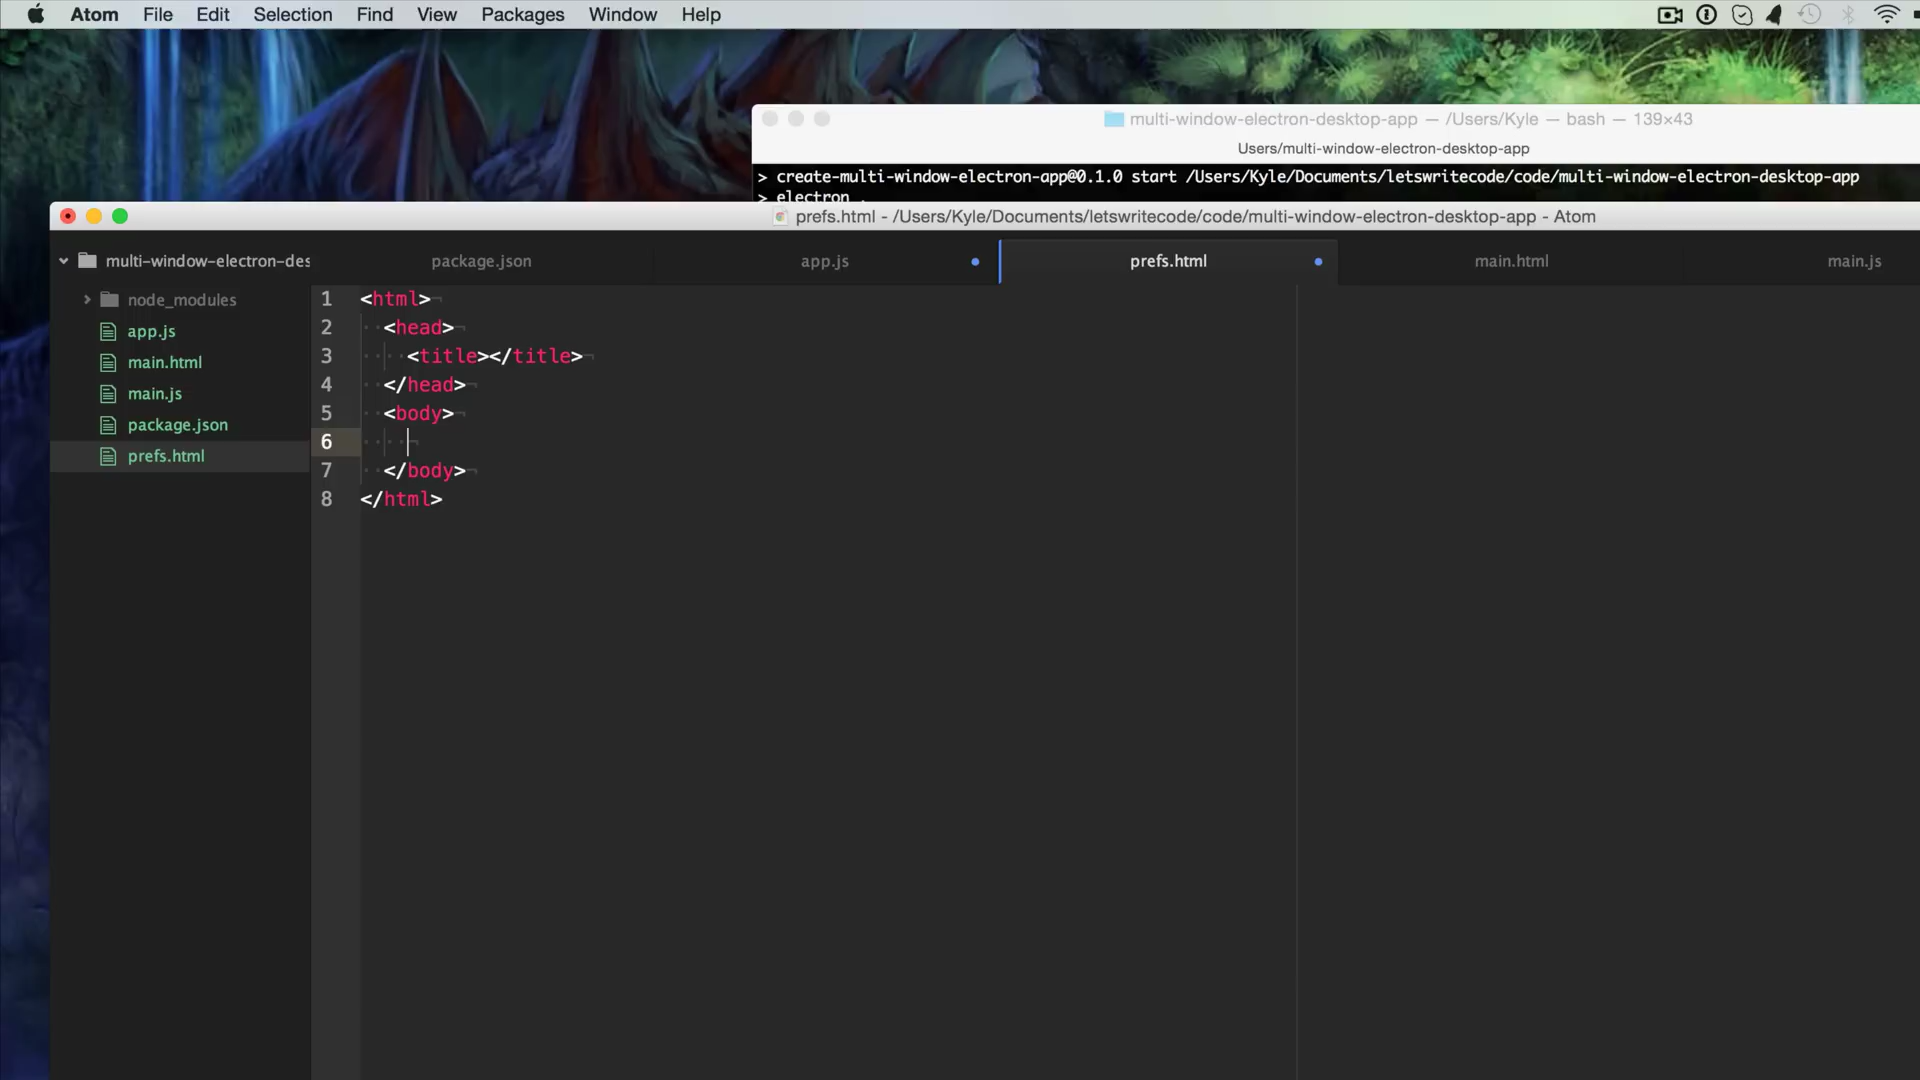 Atom File Edit Selection Find View Packages Window Help
multi-window-electron-desktop-app — /Users/Kyle — bash — 139×43
Users/multi-window-electron-desktop-app
> create-multi-window-electron-app@0.1.0 start /Users/Kyle/Documents/letswritecode/code/multi-window-electron-desktop-app
> electron .
prefs.html - /Users/Kyle/Documents/letswritecode/code/multi-window-electron-desktop-app - Atom
multi-window-electron-des
package.json app.js prefs.html main.html main.js
node_modules
app.js
main.html
main.js
package.json
prefs.html
1 <html>
2 <head>
3 <title></title>
4 </head>
5 <body>
6
7 </body>
8 </html>